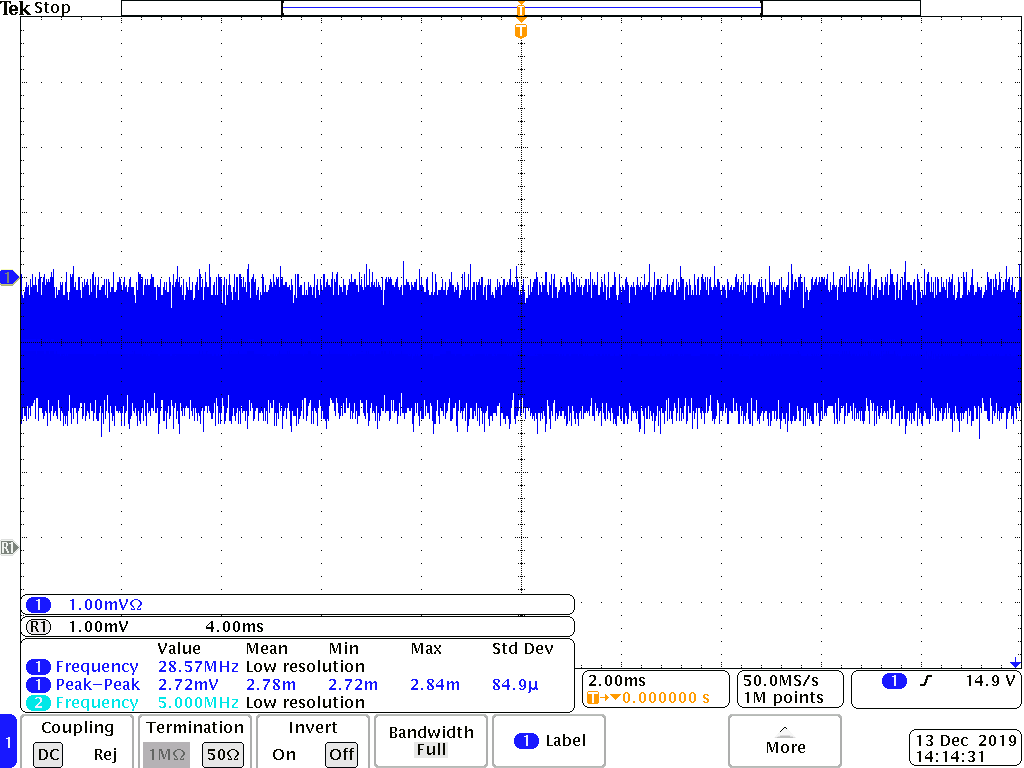 Tek Stop
T
T
1
R1
1 1.00mVΩ
R1 1.00mV 4.00ms
Value Mean Min Max Std Dev
1 Frequency 28.57MHz Low resolution
1 Peak–Peak 2.72mV 2.78m 2.72m 2.84m 84.9µ
2 Frequency 5.000MHz Low resolution
2.00ms
T→▼0.000000 s
50.0MS/s
1M points
1 14.9 V
1
Coupling
DC Rej
Termination
1MΩ 50Ω
Invert
On Off
Bandwidth
Full
1 Label
More
13 Dec 2019
14:14:31